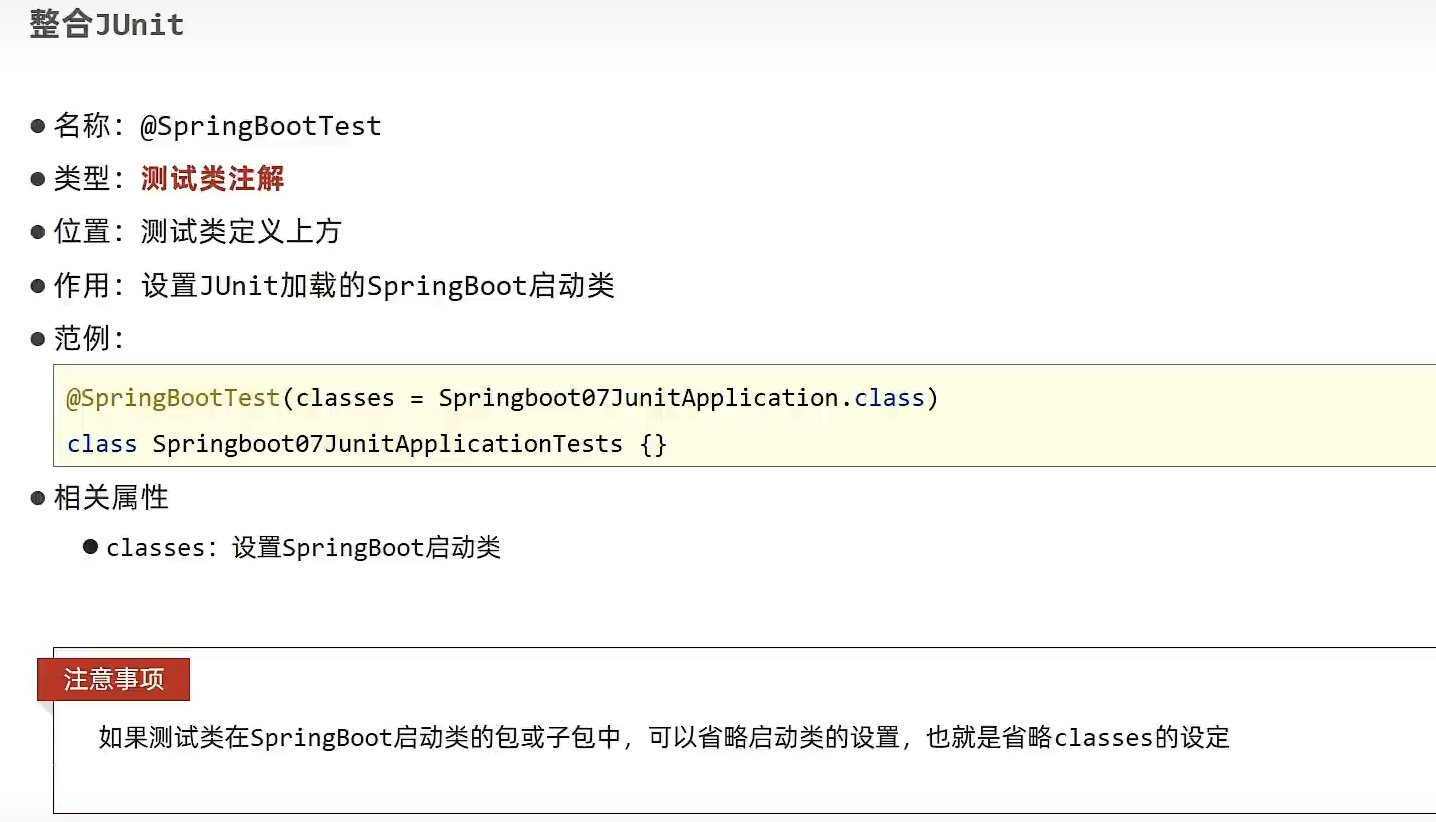 整合JUnit
● 名称：@SpringBootTest
● 类型：测试类注解
● 位置：测试类定义上方
● 作用：设置JUnit加载的SpringBoot启动类
● 范例：
@SpringBootTest(classes = Springboot07JunitApplication.class)
class Springboot07JunitApplicationTests {}
● 相关属性
● classes：设置SpringBoot启动类
注意事项
如果测试类在SpringBoot启动类的包或子包中，可以省略启动类的设置，也就是省略classes的设定